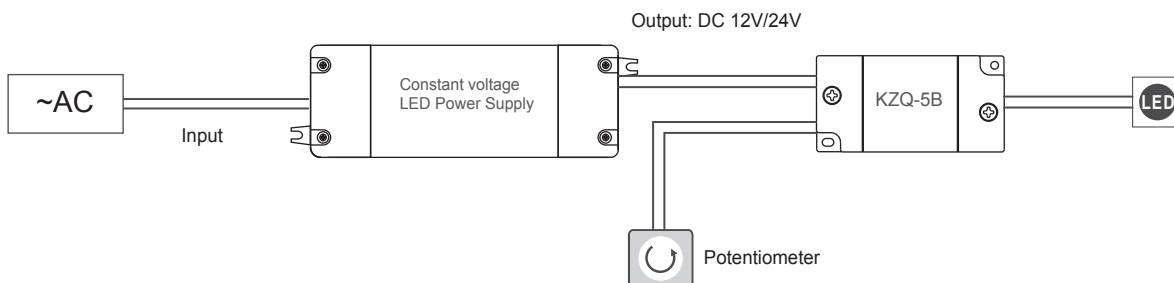 Output: DC 12V/24V
~AC
Input
Constant voltage
LED Power Supply
KZQ-5B
LED
Potentiometer